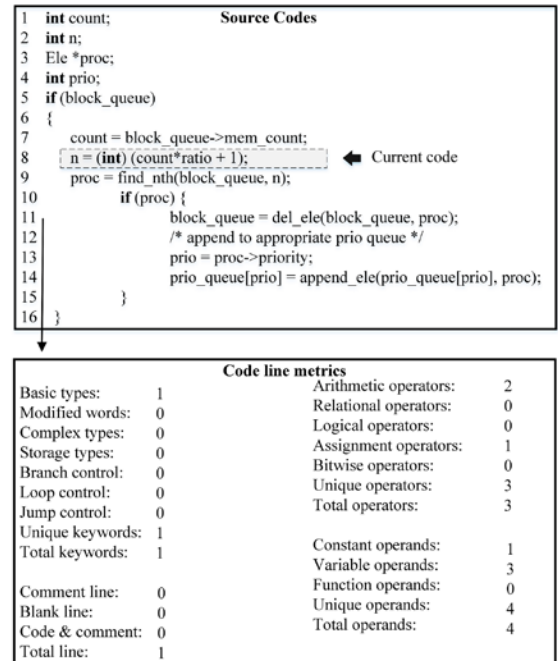 Source Codes
1 int count;
2 int n;
3 Ele *proc;
4 int prio;
5 if (block_queue)
6 {
7 count = block_queue->mem_count;
8 n = (int) (count*ratio + 1); Current code
9 proc = find_nth(block_queue, n);
10 if (proc) {
11 block_queue = del_ele(block_queue, proc);
12 /* append to appropriate prio queue */
13 prio = proc->priority;
14 prio_queue[prio] = append_ele(prio_queue[prio], proc);
15 }
16 }
Code line metrics
Basic types: 1
Modified words: 0
Complex types: 0
Storage types: 0
Branch control: 0
Loop control: 0
Jump control: 0
Unique keywords: 1
Total keywords: 1
Comment line: 0
Blank line: 0
Code & comment: 0
Total line: 1
Arithmetic operators: 2
Relational operators: 0
Logical operators: 0
Assignment operators: 1
Bitwise operators: 0
Unique operators: 3
Total operators: 3
Constant operands: 1
Variable operands: 3
Function operands: 0
Unique operands: 4
Total operands: 4